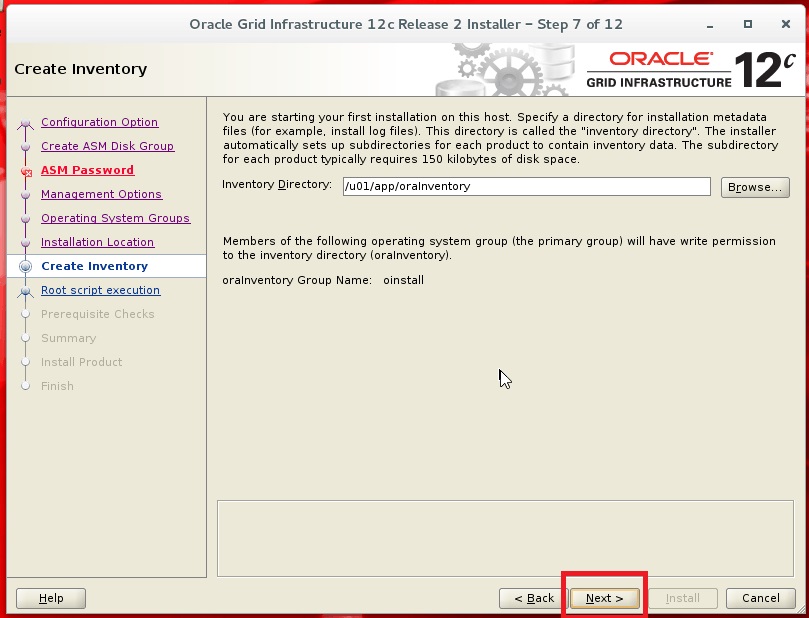 Oracle Grid Infrastructure 12c Release 2 Installer – Step 7 of 12
Create Inventory
ORACLE
GRID INFRASTRUCTURE 12c
Configuration Option
Create ASM Disk Group
ASM Password
Management Options
Operating System Groups
Installation Location
Create Inventory
Root script execution
Prerequisite Checks
Summary
Install Product
Finish
You are starting your first installation on this host. Specify a directory for installation metadata
files (for example, install log files). This directory is called the "inventory directory". The installer
automatically sets up subdirectories for each product to contain inventory data. The subdirectory
for each product typically requires 150 kilobytes of disk space.
Inventory Directory: /u01/app/oraInventory Browse...
Members of the following operating system group (the primary group) will have write permission
to the inventory directory (oraInventory).
oraInventory Group Name: oinstall
Help < Back Next > Install Cancel